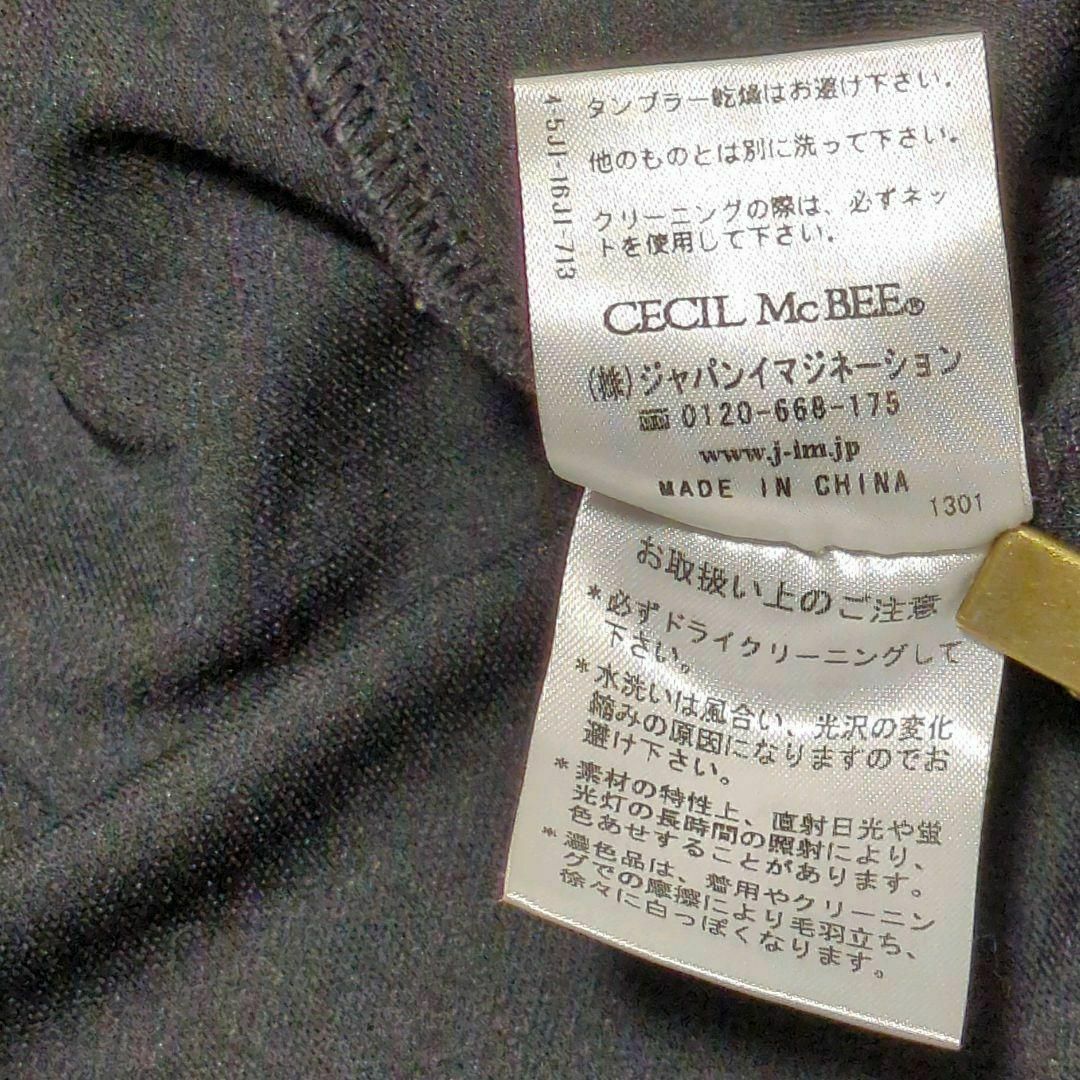 タンブラー乾燥はお避け下さい。
他のものとは別に洗って下さい。
クリーニングの際は、必ずネッ
トを使用して下さい。
CECIL McBEE®
(株)ジャパンイマジネーション
0120-668-175
www.j-im.jp
MADE IN CHINA
1301
お取扱い上のご注意
*必ずドライクリーニングして
下さい。
*水洗いは風合い、光沢の変化
縮みの原因になりますのでお
避け下さい。
*素材の特性上、直射日光や蛍
光灯の長時間の照射により、
色あせすることがあります。
*濃色品は、着用やクリーニン
グでの摩擦により毛羽立ち、
徐々に白っぽくなります。